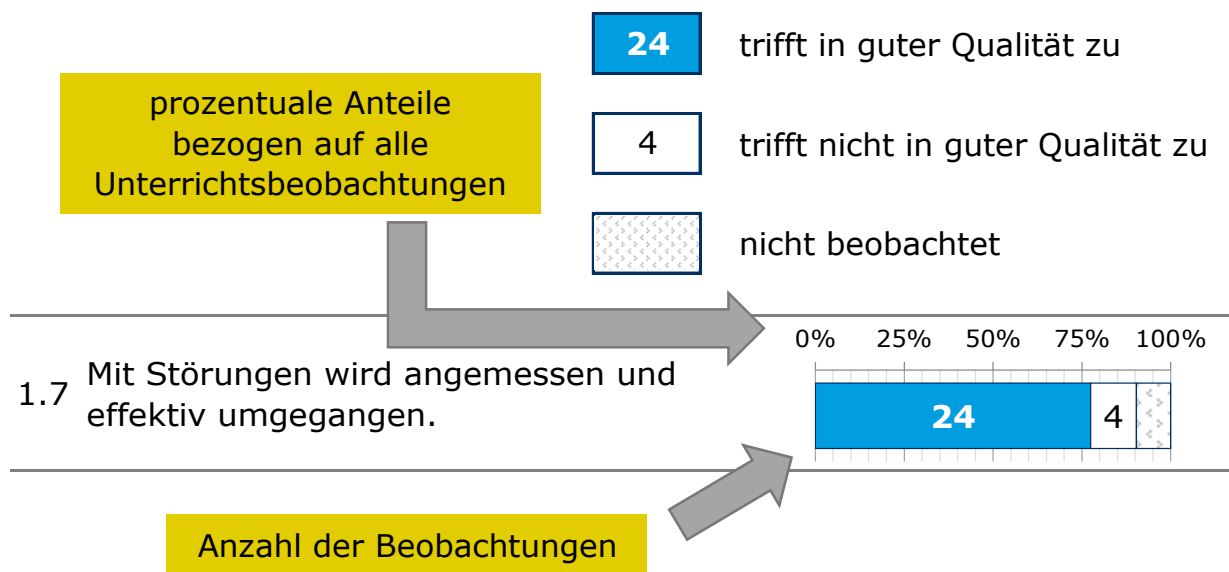 24 trifft in guter Qualität zu
prozentuale Anteile
bezogen auf alle
Unterrichtsbeobachtungen
4 trifft nicht in guter Qualität zu
nicht beobachtet
0% 25% 50% 75% 100%
1.7 Mit Störungen wird angemessen und
effektiv umgegangen.
24 4
Anzahl der Beobachtungen